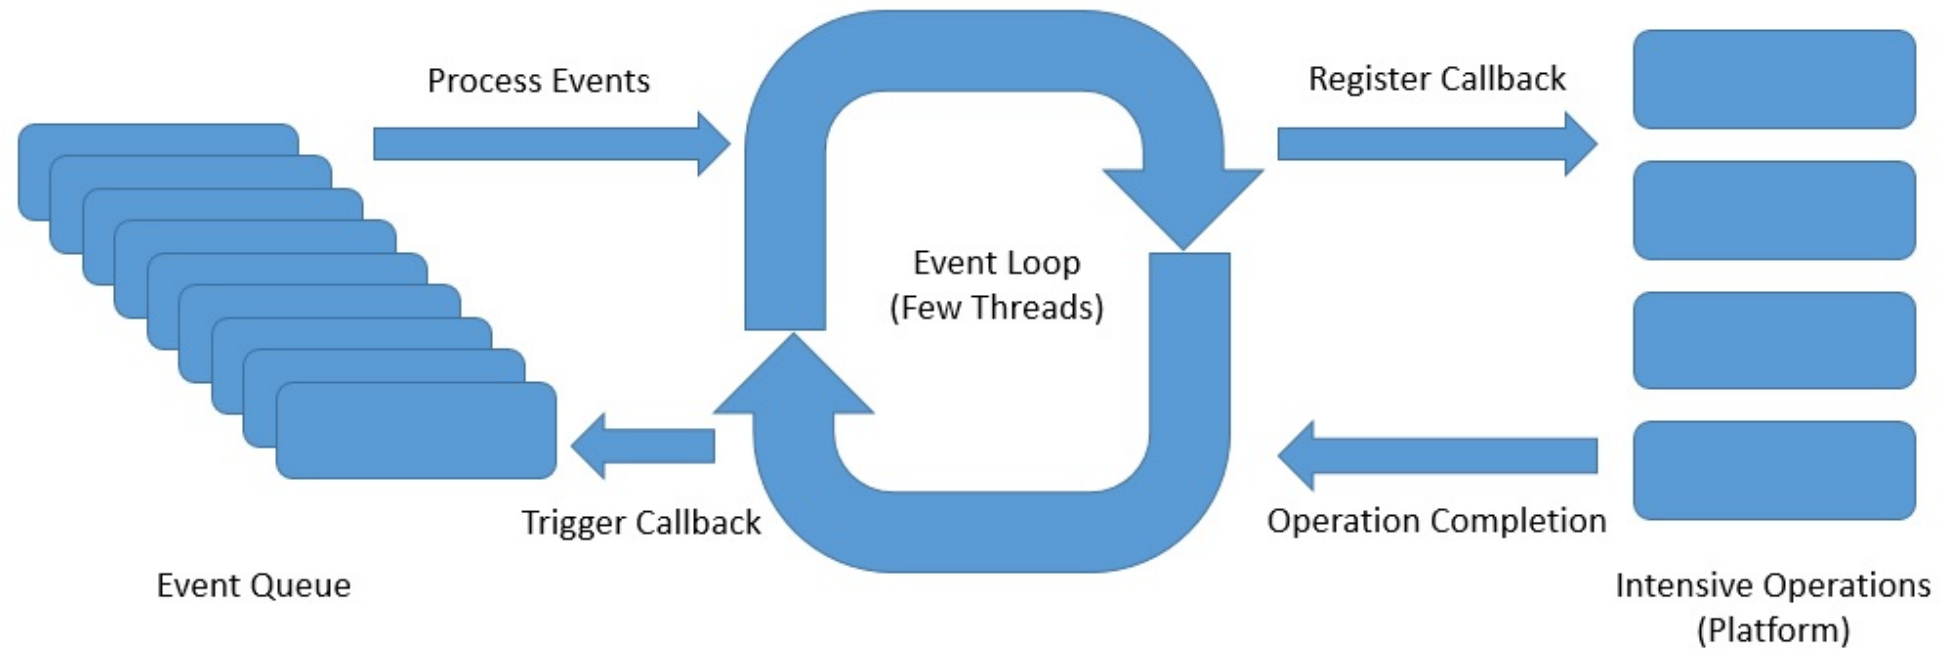 Process Events
Register Callback
Event Loop
(Few Threads)
Trigger Callback
Operation Completion
Event Queue
Intensive Operations
(Platform)